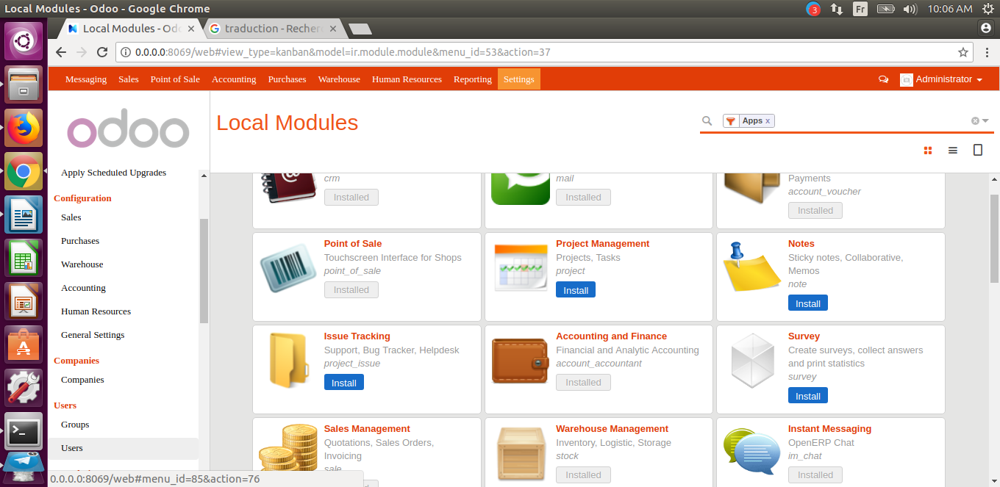 Local Modules - Odoo - Google Chrome
3
Fr
10:06 AM
Local Modules - Odo
traduction - Recher
0.0.0.0:8069/web#view_type=kanban&model=ir.module.module&menu_id=53&action=37
Messaging Sales Point of Sale Accounting Purchases Warehouse Human Resources Reporting Settings
Administrator
odoo
Local Modules
Apps x
Apply Scheduled Upgrades
Configuration
Sales
Purchases
Warehouse
Accounting
Human Resources
General Settings
Companies
Companies
Users
Groups
Users
crm
Installed
mail
Installed
Payments
account_voucher
Installed
Point of Sale
Touchscreen Interface for Shops
point_of_sale
Installed
Project Management
Projects, Tasks
project
Install
Notes
Sticky notes, Collaborative,
Memos
note
Install
Issue Tracking
Support, Bug Tracker, Helpdesk
project_issue
Install
Accounting and Finance
Financial and Analytic Accounting
account_accountant
Installed
Survey
Create surveys, collect answers
and print statistics
survey
Install
Sales Management
Quotations, Sales Orders,
Invoicing
sale
Warehouse Management
Inventory, Logistic, Storage
stock
Installed
Instant Messaging
OpenERP Chat
im_chat
Installed
0.0.0.0:8069/web#menu_id=85&action=76